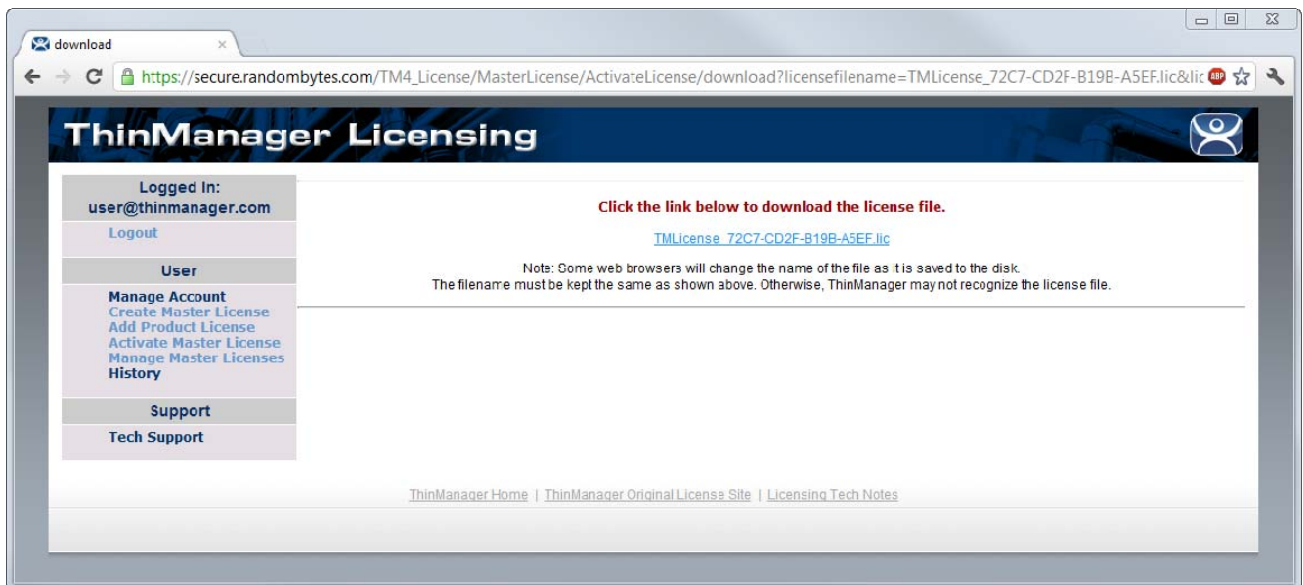 download
https://secure.randombytes.com/TM4_License/MasterLicense/ActivateLicense/download?licensefilename=TMLicense_72C7-CD2F-B19B-A5EF.lic&lic
ABP
ThinManager Licensing
Logged In:
user@thinmanager.com
Logout
User
Manage Account
Create Master License
Add Product License
Activate Master License
Manage Master Licenses
History
Support
Tech Support
Click the link below to download the license file.
TMLicense_72C7-CD2F-B19B-A5EF.lic
Note: Some web browsers will change the name of the file as it is saved to the disk.
The filename must be kept the same as shown above. Otherwise, ThinManager may not recognize the license file.
ThinManager Home | ThinManager Original License Site | Licensing Tech Notes